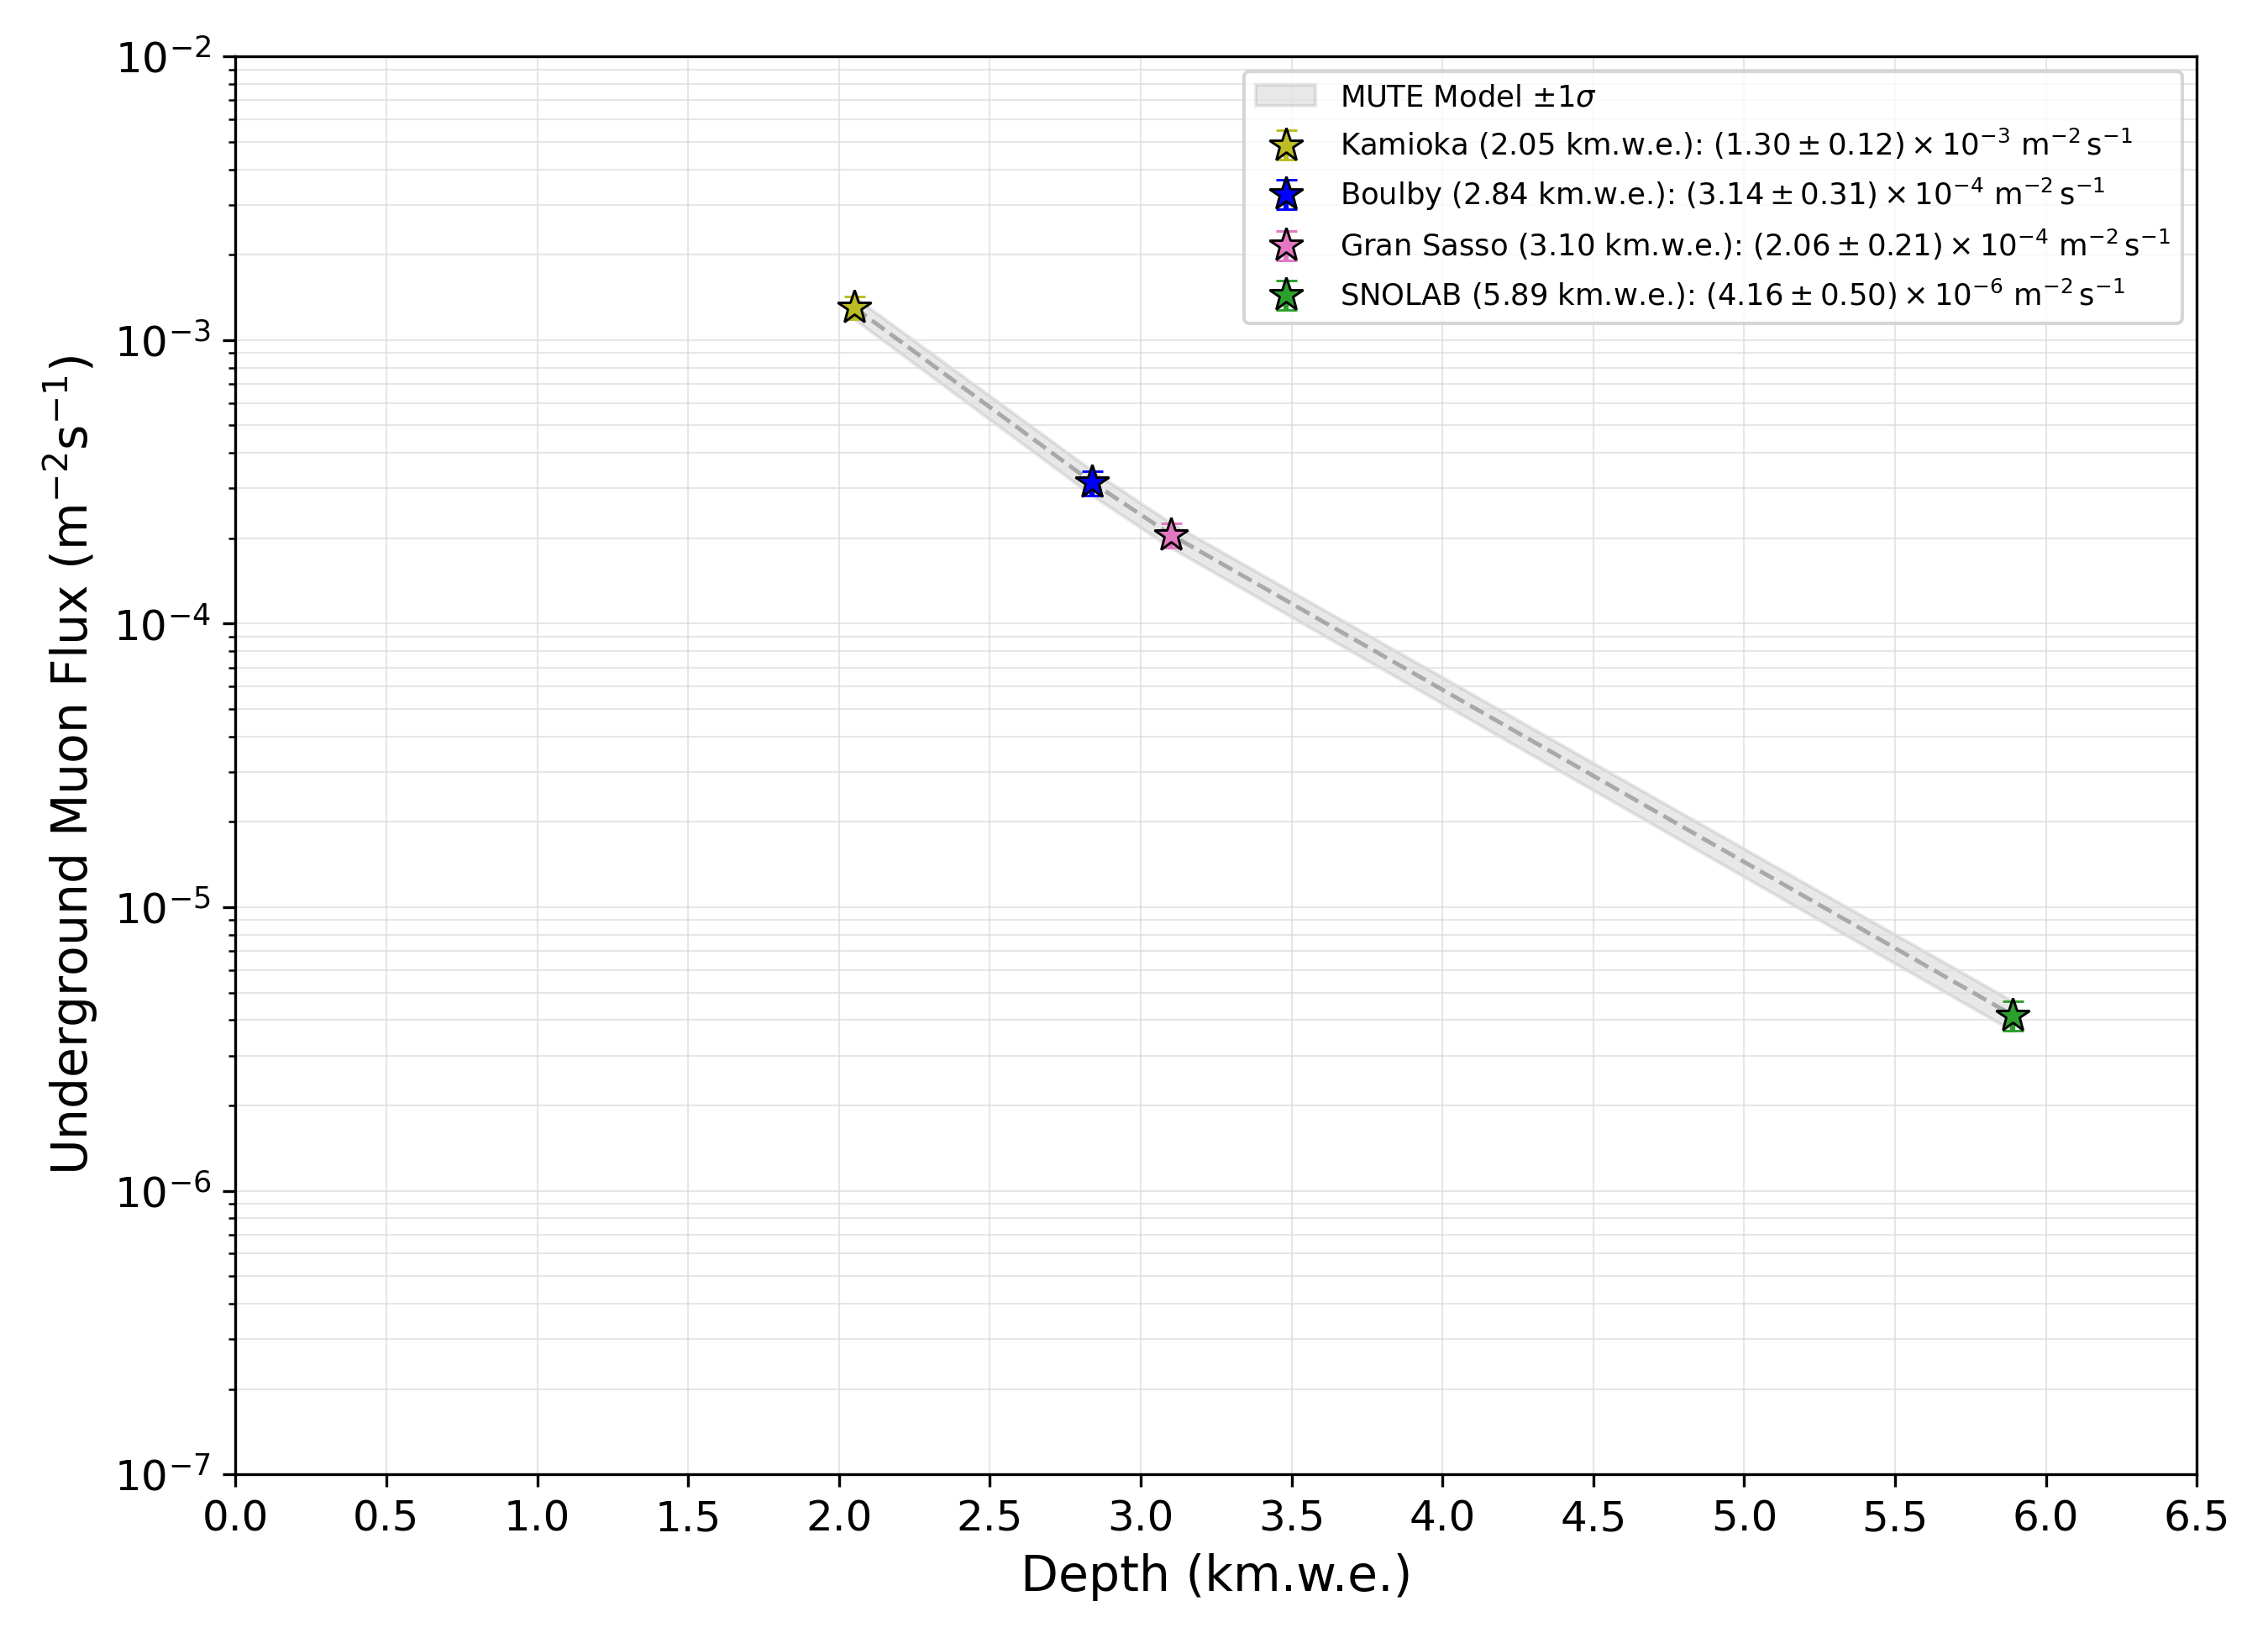 10⁻²
10⁻³
10⁻⁴
10⁻⁵
10⁻⁶
10⁻⁷
Underground Muon Flux (m⁻²s⁻¹)
MUTE Model ±1σ
Kamioka (2.05 km.w.e.): (1.30 ± 0.12) × 10⁻³ m⁻² s⁻¹
Boulby (2.84 km.w.e.): (3.14 ± 0.31) × 10⁻⁴ m⁻² s⁻¹
Gran Sasso (3.10 km.w.e.): (2.06 ± 0.21) × 10⁻⁴ m⁻² s⁻¹
SNOLAB (5.89 km.w.e.): (4.16 ± 0.50) × 10⁻⁶ m⁻² s⁻¹
0.0 0.5 1.0 1.5 2.0 2.5 3.0 3.5 4.0 4.5 5.0 5.5 6.0 6.5
Depth (km.w.e.)